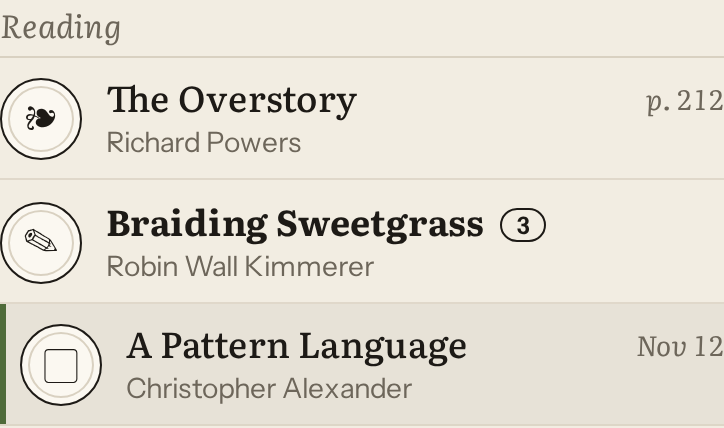 Reading
The Overstory
p. 212
Richard Powers
Braiding Sweetgrass 3
Robin Wall Kimmerer
A Pattern Language
Nov 12
Christopher Alexander